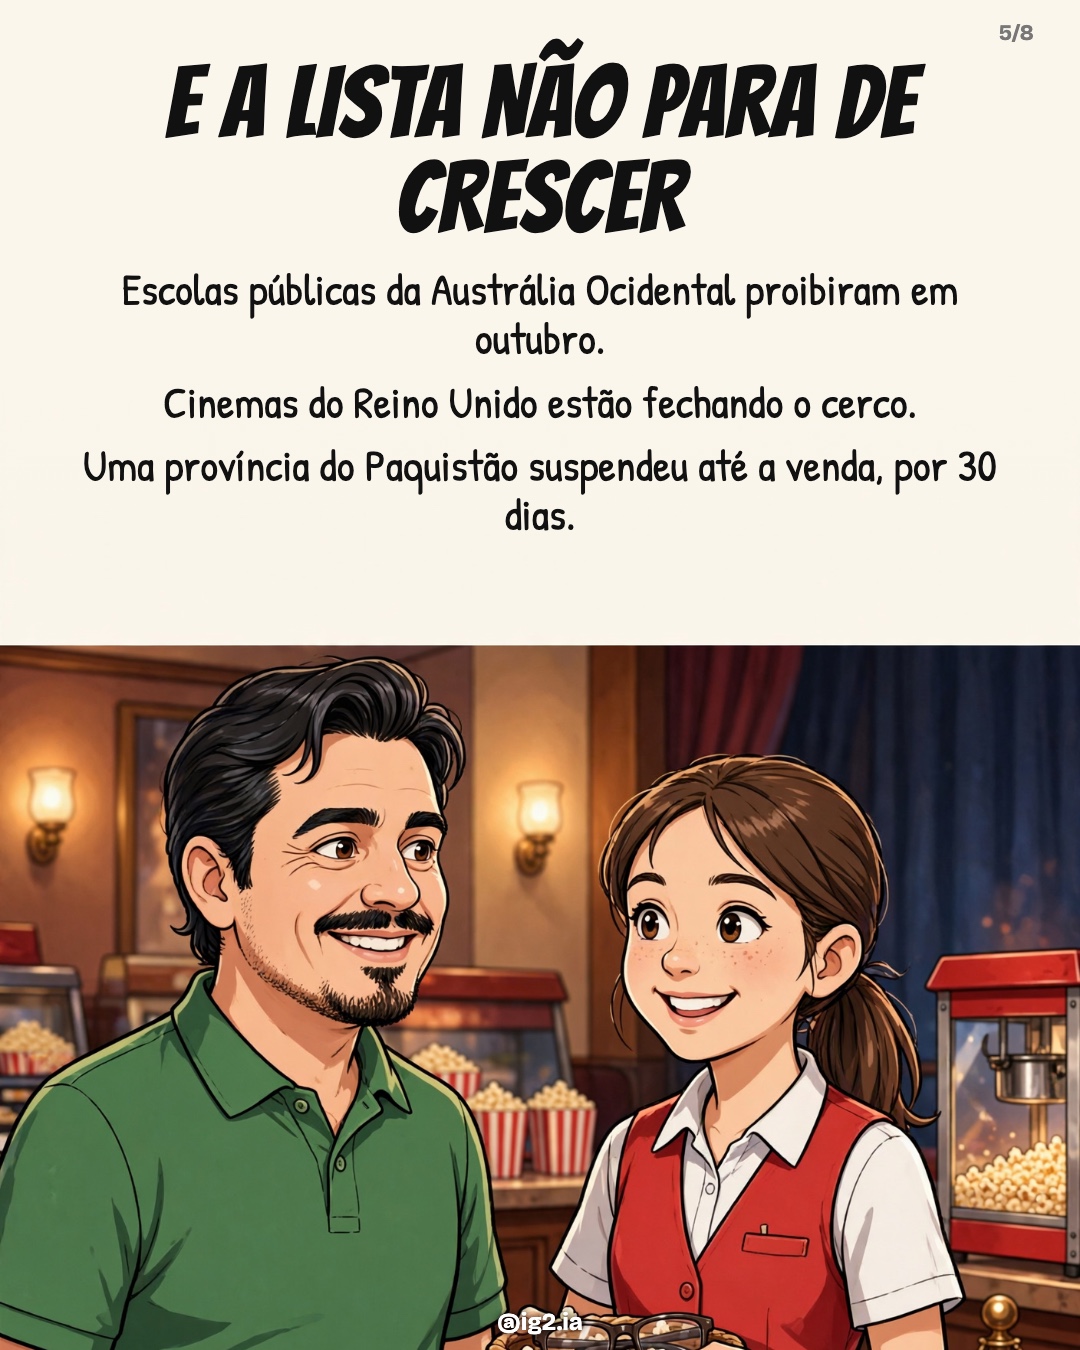 5/8
E A LISTA NÃO PARA DE
CRESCER
Escolas públicas da Austrália Ocidental proibiram em
outubro.
Cinemas do Reino Unido estão fechando o cerco.
Uma província do Paquistão suspendeu até a venda, por 30
dias.
@ig2.ia